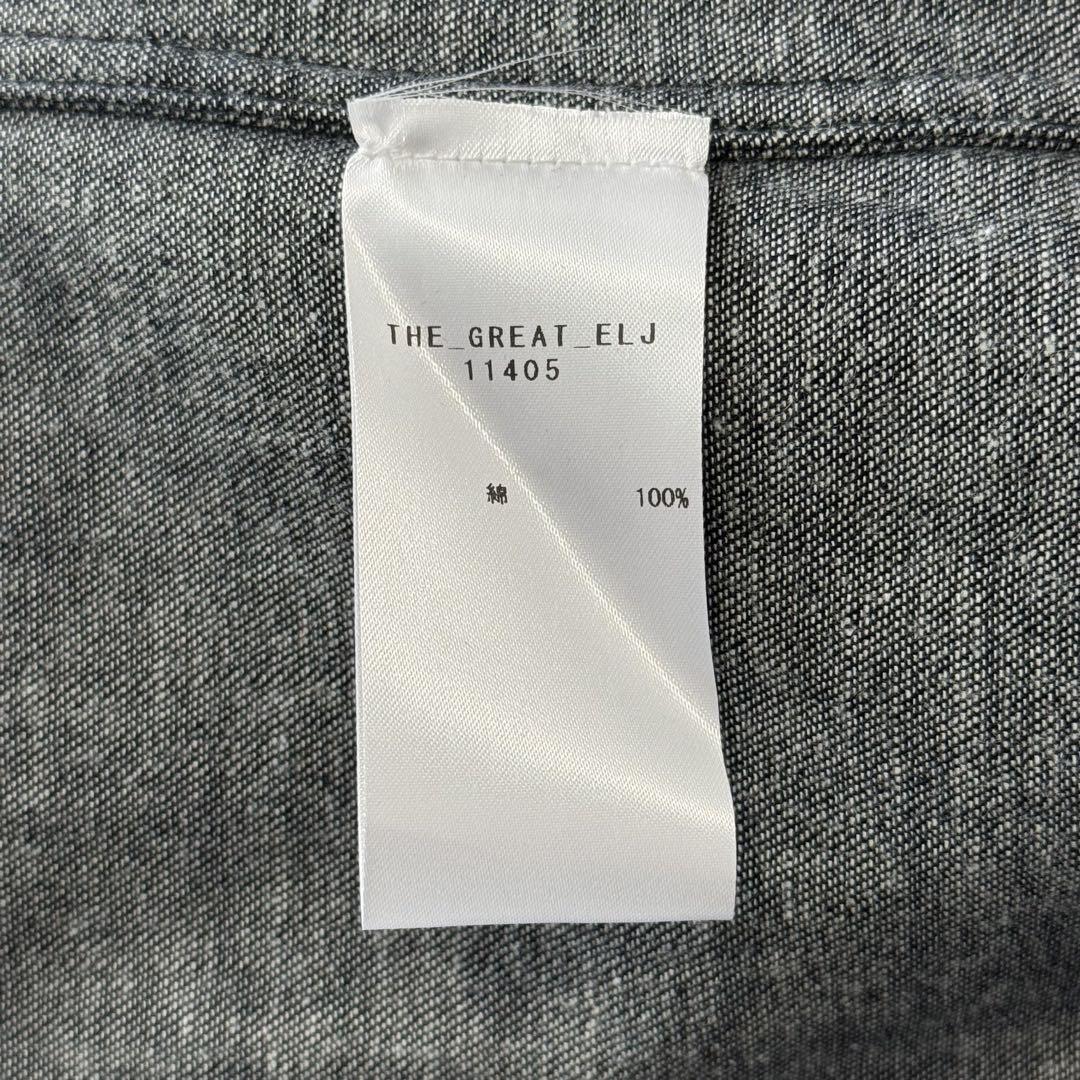 THE_GREAT_ELJ
11405
綿 100%